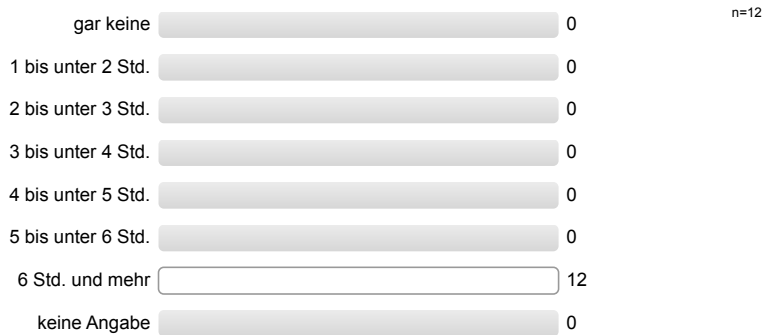 n=12
gar keine 0
1 bis unter 2 Std. 0
2 bis unter 3 Std. 0
3 bis unter 4 Std. 0
4 bis unter 5 Std. 0
5 bis unter 6 Std. 0
6 Std. und mehr 12
keine Angabe 0